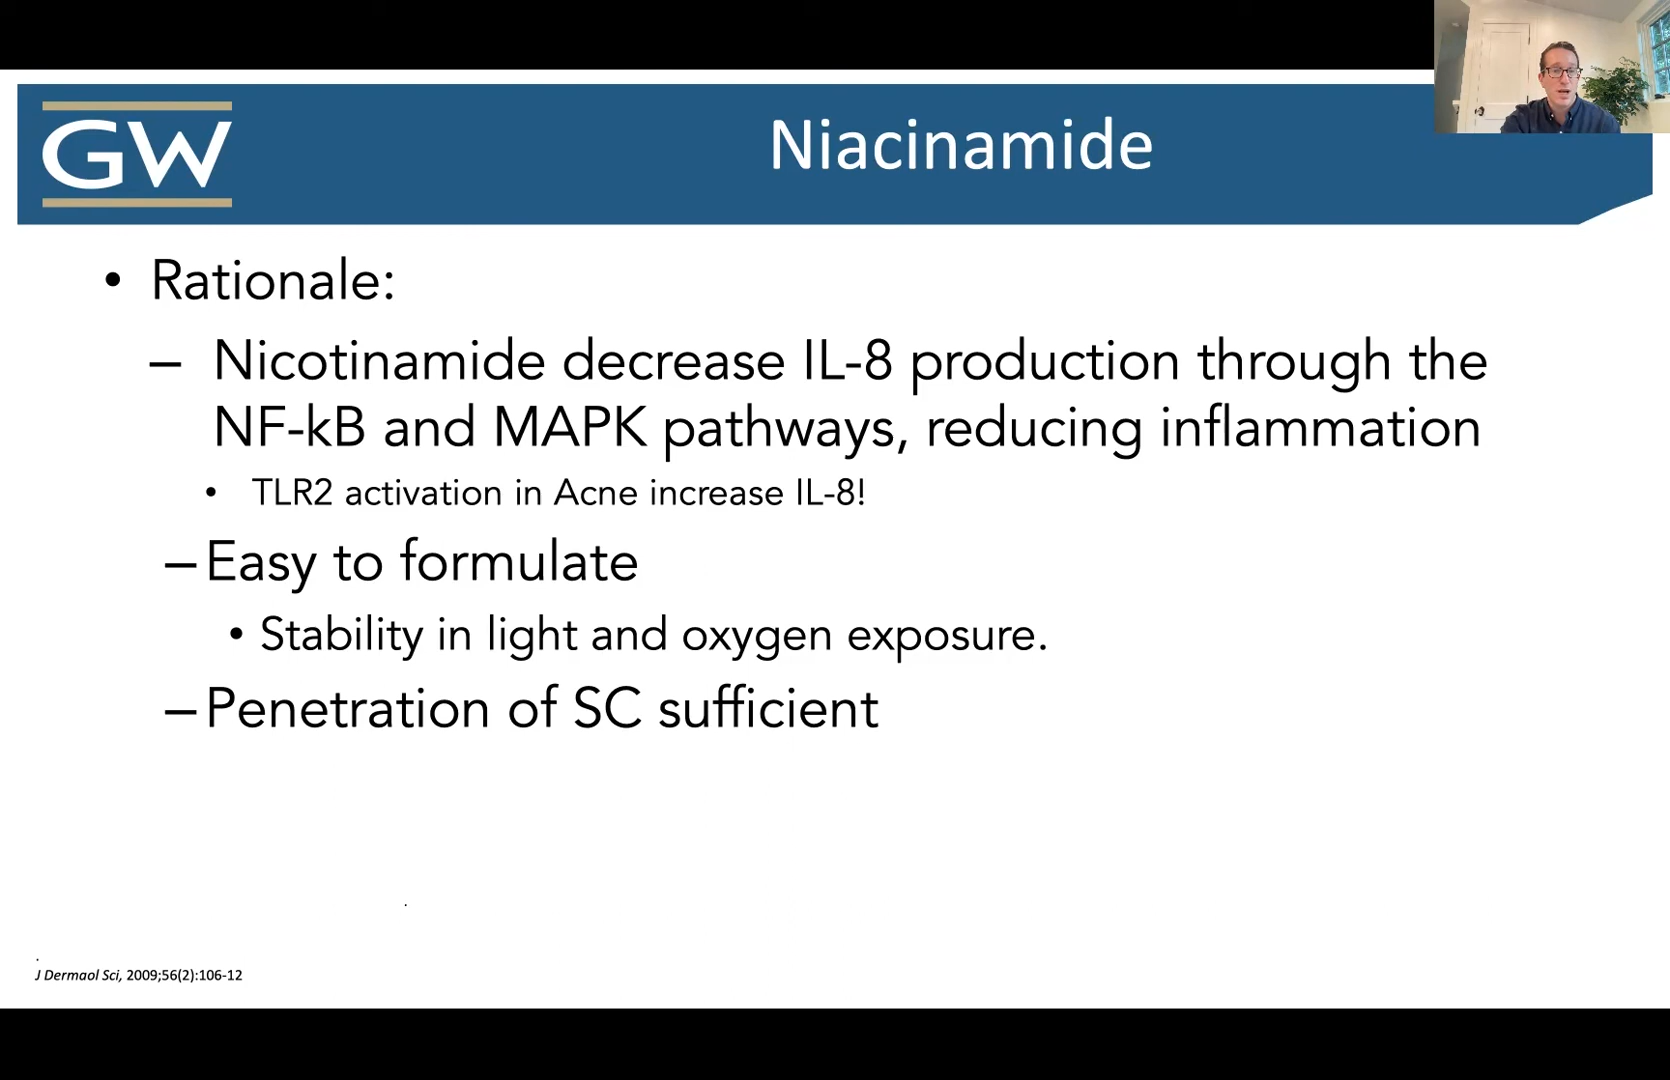 GW
Niacinamide
• Rationale:
– Nicotinamide decrease IL-8 production through the
NF-kB and MAPK pathways, reducing inflammation
• TLR2 activation in Acne increase IL-8!
–Easy to formulate
• Stability in light and oxygen exposure.
–Penetration of SC sufficient
.
.
J Dermaol Sci, 2009;56(2):106-12